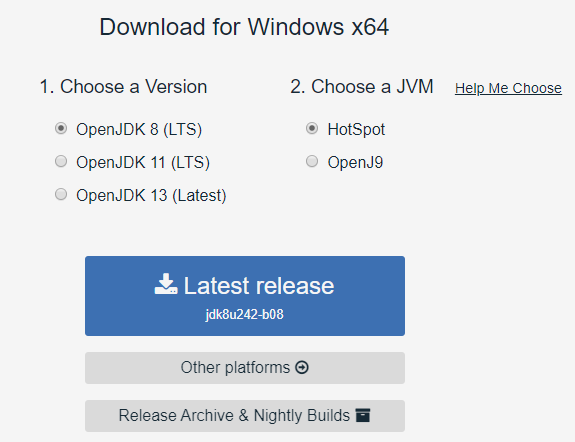 Download for Windows x64
1. Choose a Version
OpenJDK 8 (LTS)
OpenJDK 11 (LTS)
OpenJDK 13 (Latest)
2. Choose a JVM Help Me Choose
HotSpot
OpenJ9
Latest release
jdk8u242-b08
Other platforms
Release Archive & Nightly Builds